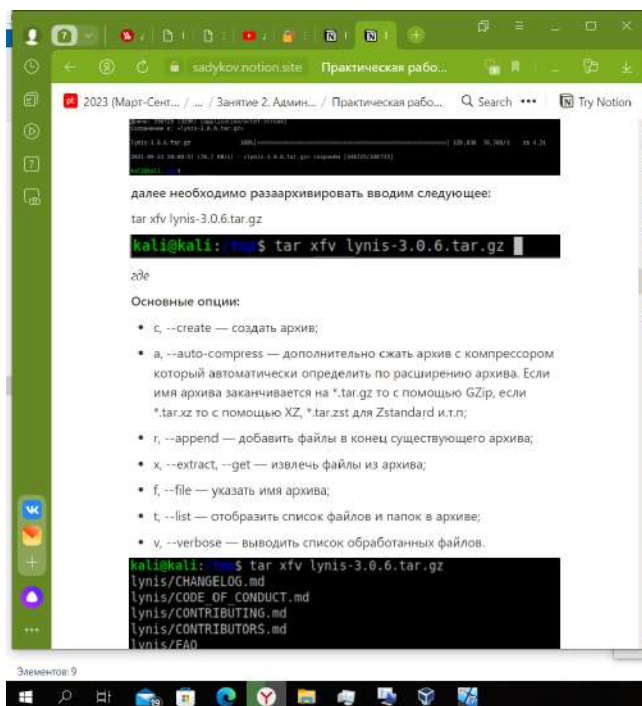 7
sadykov.notion.site Практическая рабо...
2023 (Март-Сент... / ... / Занятие 2. Админ... / Практическая рабо... Search ••• Try Notion
7
далее необходимо разаархивировать вводим следующее:
tar xfv lynis-3.0.6.tar.gz
kali@kali:/tmp$ tar xfv lynis-3.0.6.tar.gz
где
Основные опции:
• c, --create — создать архив;
• a, --auto-compress — дополнительно сжать архив с компрессором
который автоматически определить по расширению архива. Если
имя архива заканчивается на *.tar.gz то с помощью GZip, если
*.tar.xz то с помощью XZ, *.tar.zst для Zstandard и.т.п;
• r, --append — добавить файлы в конец существующего архива;
• x, --extract, --get — извлечь файлы из архива;
• f, --file — указать имя архива;
• t, --list — отобразить список файлов и папок в архиве;
• v, --verbose — выводить список обработанных файлов.
kali@kali:/tmp$ tar xfv lynis-3.0.6.tar.gz
lynis/CHANGELOG.md
lynis/CODE_OF_CONDUCT.md
lynis/CONTRIBUTING.md
lynis/CONTRIBUTORS.md
lynis/FAQ
Элементов: 9
19